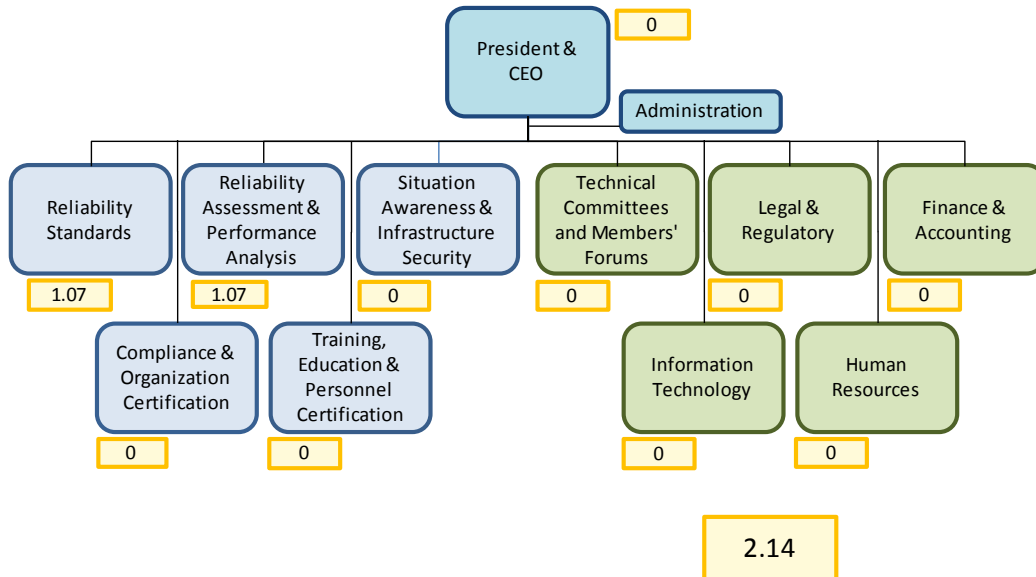 President &
CEO
0
Administration
Reliability
Standards
1.07
Reliability
Assessment &
Performance
Analysis
1.07
Situation
Awareness &
Infrastructure
Security
0
Technical
Committees
and Members'
Forums
0
Legal &
Regulatory
0
Finance &
Accounting
0
Compliance &
Organization
Certification
0
Training,
Education &
Personnel
Certification
0
Information
Technology
0
Human
Resources
0
2.14